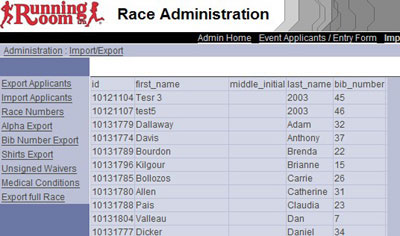 Running Room Race Administration
Admin Home Event Applicants / Entry Form Imp
Administration : Import/Export
Export Applicants
Import Applicants
Race Numbers
Alpha Export
Bib Number Export
Shirts Export
Unsigned Waivers
Medical Conditions
Export full Race
id first_name middle_initial last_name bib_number
10121104 Tesr 3 2003 45
10121107 test5 2003 46
10131779 Dallaway Adam 32
10131774 Davis Anthony 37
10131789 Bourdon Brenda 22
10131796 Kilgour Brianne 15
10131785 Bollozos Carrie 26
10131780 Allen Catherine 31
10131788 Pais Claudia 23
10131804 Valleau Dan 7
10131777 Dicker Daniel 34